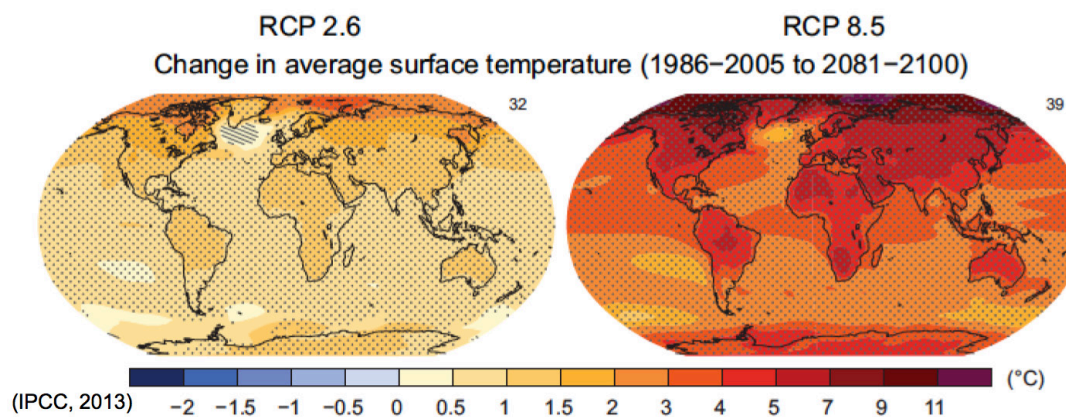 RCP 2.6 RCP 8.5
Change in average surface temperature (1986−2005 to 2081−2100)
32 39
(°C)
(IPCC, 2013) −2 −1.5 −1 −0.5 0 0.5 1 1.5 2 3 4 5 7 9 11